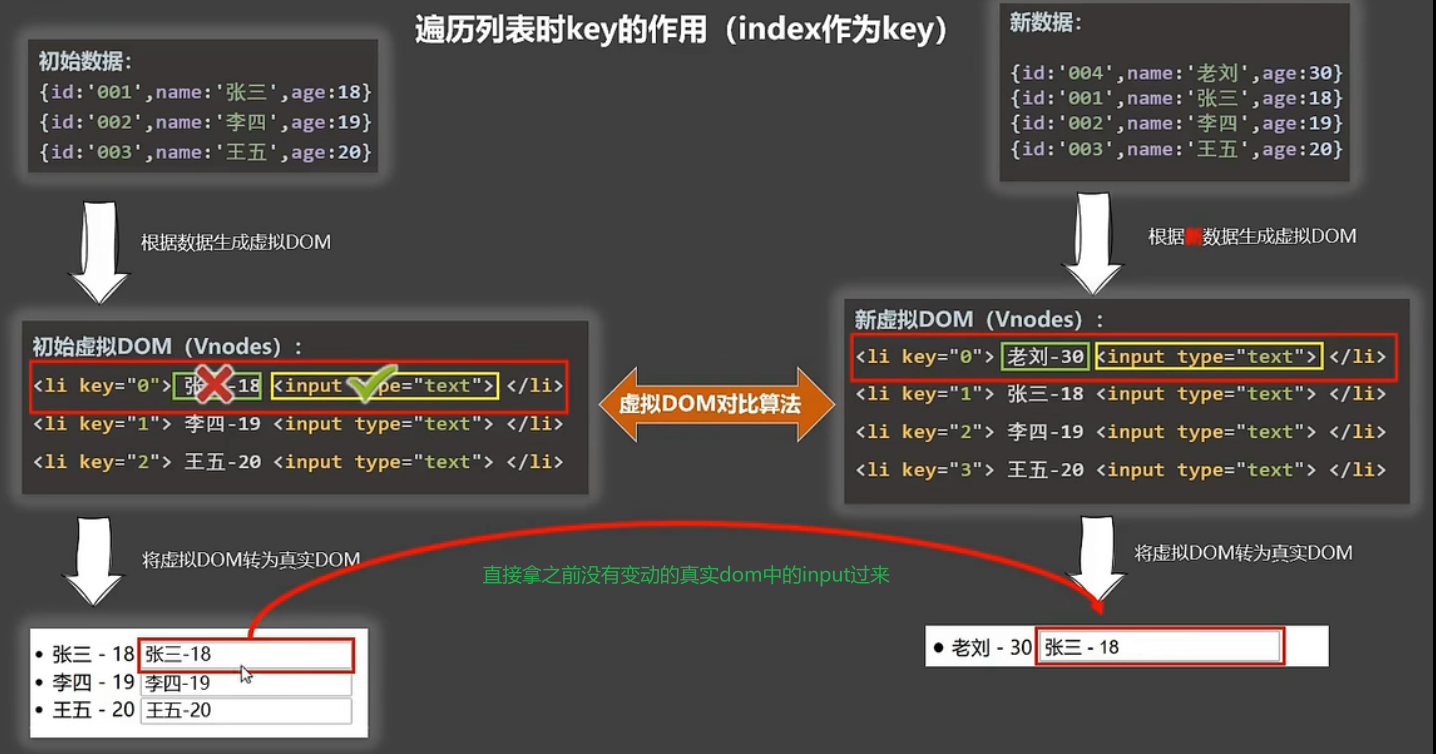 遍历列表时key的作用（index作为key）
初始数据：
{id:'001',name:'张三',age:18}
{id:'002',name:'李四',age:19}
{id:'003',name:'王五',age:20}
新数据：
{id:'004',name:'老刘',age:30}
{id:'001',name:'张三',age:18}
{id:'002',name:'李四',age:19}
{id:'003',name:'王五',age:20}
根据数据生成虚拟DOM
根据新数据生成虚拟DOM
初始虚拟DOM（Vnodes）:
<li key="0"> 张-18 <input type="text"> </li>
<li key="1"> 李四-19 <input type="text"> </li>
<li key="2"> 王五-20 <input type="text"> </li>
虚拟DOM对比算法
新虚拟DOM（Vnodes）:
<li key="0"> 老刘-30 <input type="text"> </li>
<li key="1"> 张三-18 <input type="text"> </li>
<li key="2"> 李四-19 <input type="text"> </li>
<li key="3"> 王五-20 <input type="text"> </li>
将虚拟DOM转为真实DOM
将虚拟DOM转为真实DOM
直接拿之前没有变动的真实dom中的input过来
• 张三 - 18 张三-18
• 李四 - 19 李四-19
• 王五 - 20 王五-20
• 老刘 - 30 张三 - 18